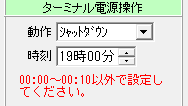 ターミナル電源操作
動作 ｼｬｯﾄﾀﾞｳﾝ
時刻 19時00分
00:00～00:10以外で設定し
てください。